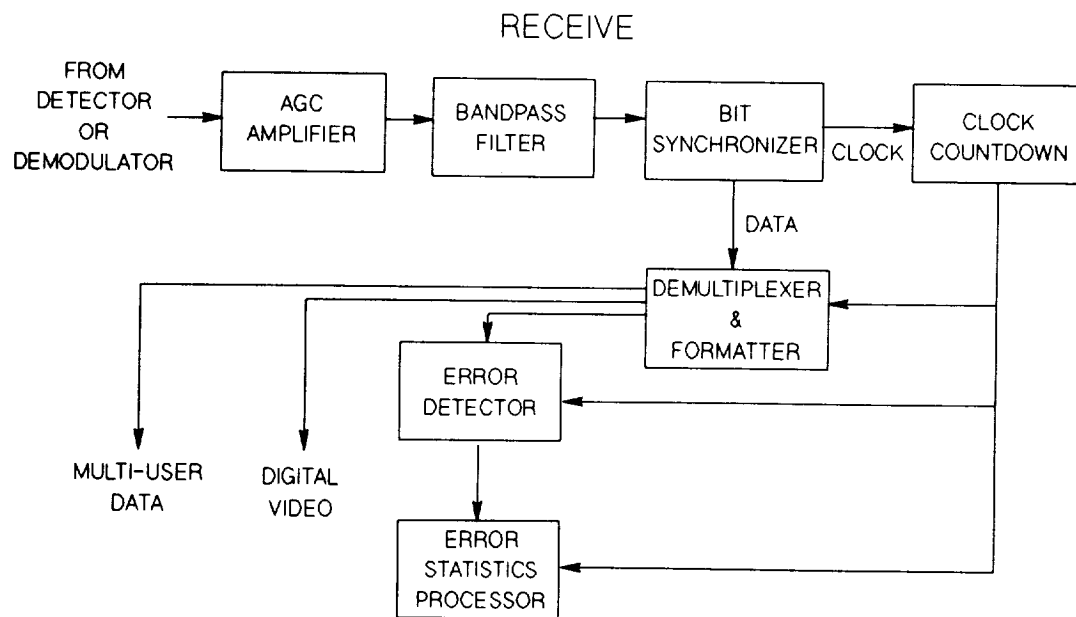 RECEIVE
FROM
DETECTOR
OR
DEMODULATOR
AGC
AMPLIFIER
BANDPASS
FILTER
BIT
SYNCHRONIZER
CLOCK
CLOCK
COUNTDOWN
DATA
DEMULTIPLEXER
&
FORMATTER
ERROR
DETECTOR
MULTI-USER
DATA
DIGITAL
VIDEO
ERROR
STATISTICS
PROCESSOR